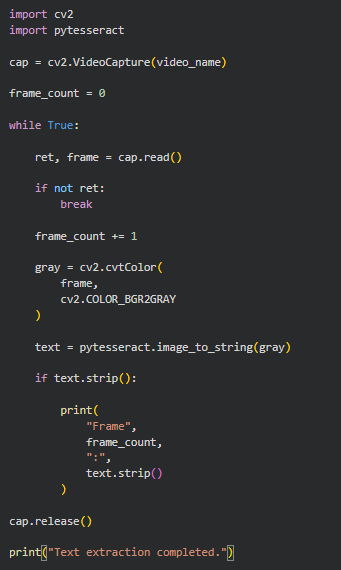 import cv2
import pytesseract

cap = cv2.VideoCapture(video_name)

frame_count = 0

while True:

    ret, frame = cap.read()

    if not ret:
        break

    frame_count += 1

    gray = cv2.cvtColor(
        frame,
        cv2.COLOR_BGR2GRAY
    )

    text = pytesseract.image_to_string(gray)

    if text.strip():

        print(
            "Frame",
            frame_count,
            ":",
            text.strip()
        )

cap.release()

print("Text extraction completed.")